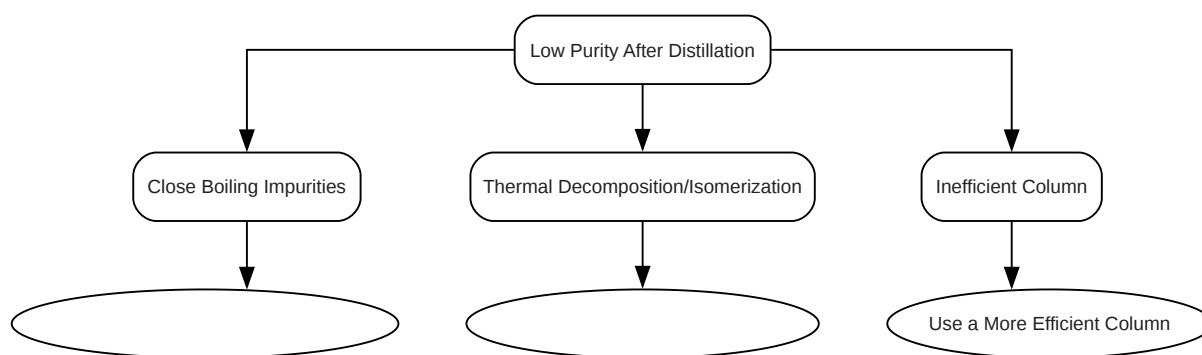 Low Purity After Distillation
Close Boiling Impurities
Thermal Decomposition/Isomerization
Inefficient Column
Use a More Efficient Column